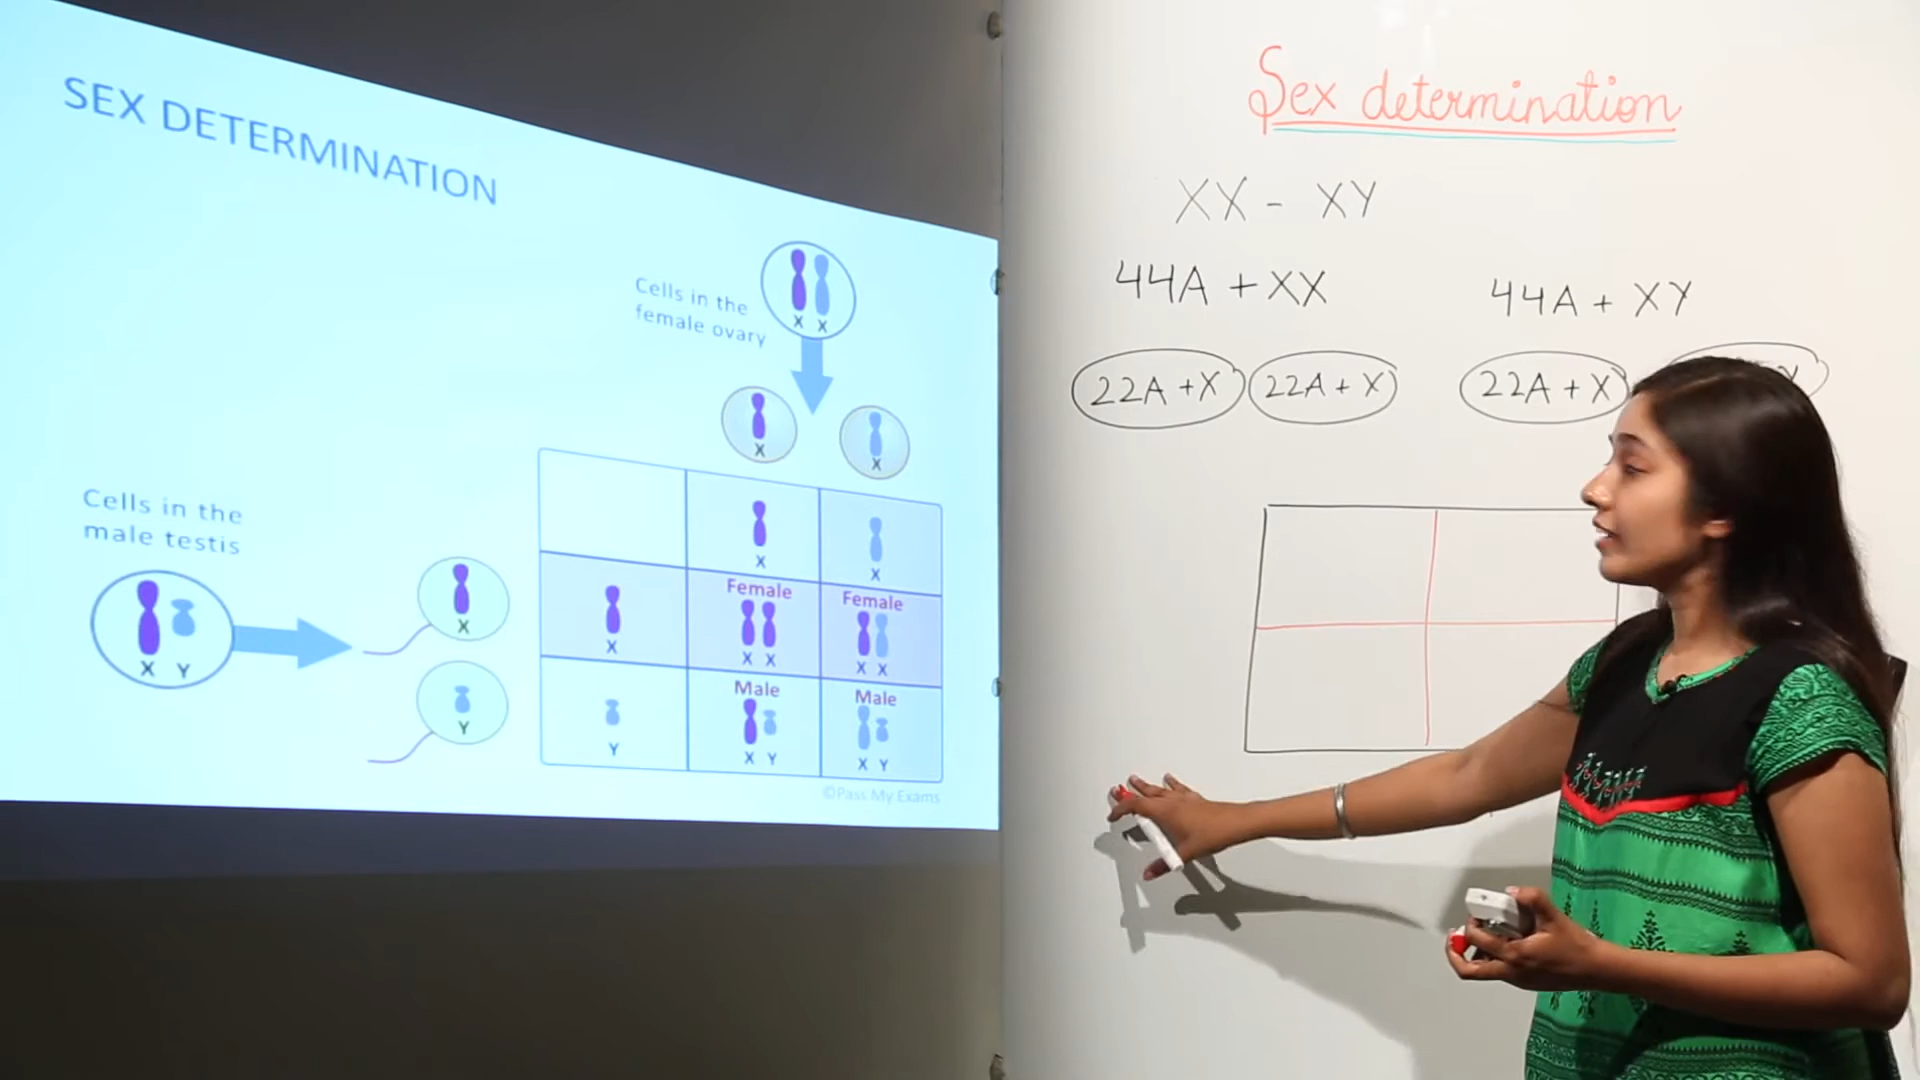 SEX DETERMINATION
Cells in the
female ovary
X X
X
X
Cells in the
male testis
X Y
X
Y
X
X
X
Female
X X
Female
X X
Y
Male
X Y
Male
X Y
©Pass My Exams
Sex determination
XX - XY
44A + XX
44A + XY
22A + X
22A + X
22A + X